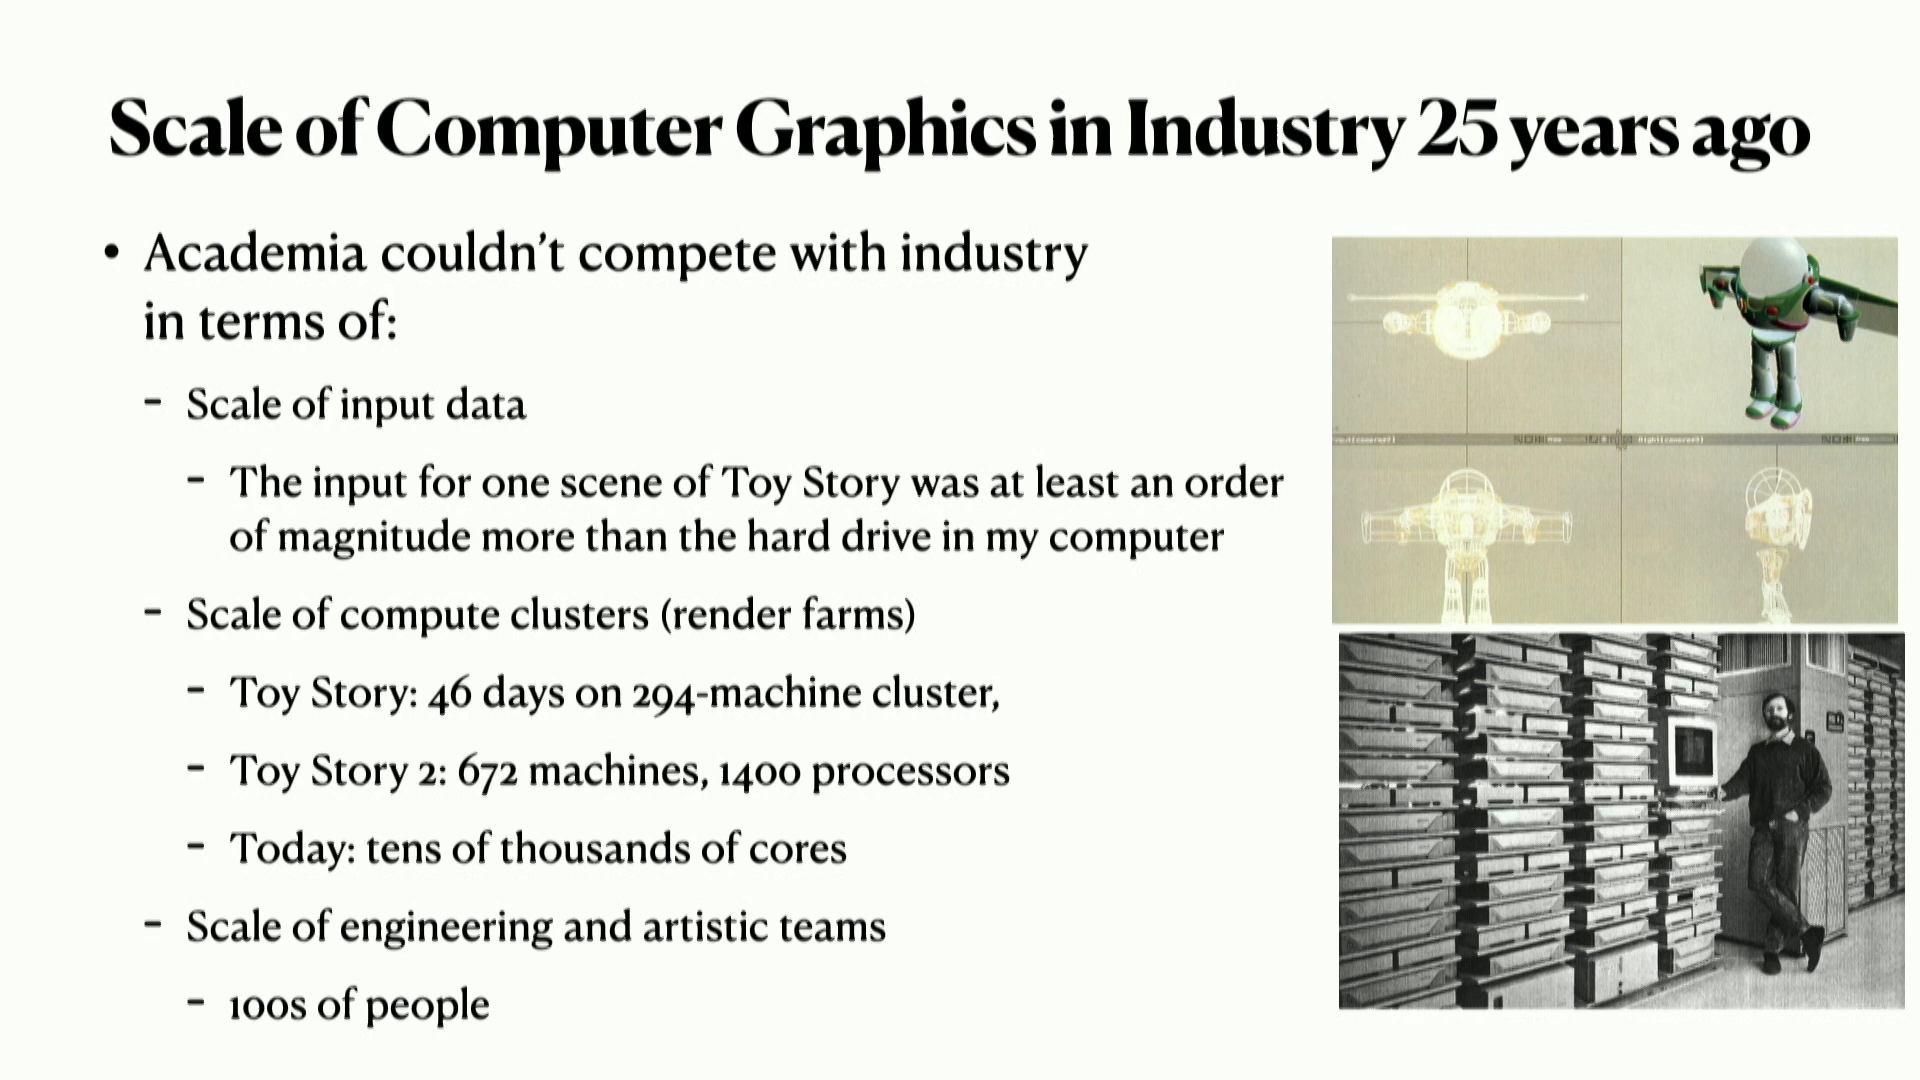 Scale of Computer Graphics in Industry 25 years ago
• Academia couldn't compete with industry
in terms of:
- Scale of input data
- The input for one scene of Toy Story was at least an order
of magnitude more than the hard drive in my computer
- Scale of compute clusters (render farms)
- Toy Story: 46 days on 294-machine cluster,
- Toy Story 2: 672 machines, 1400 processors
- Today: tens of thousands of cores
- Scale of engineering and artistic teams
- 100s of people